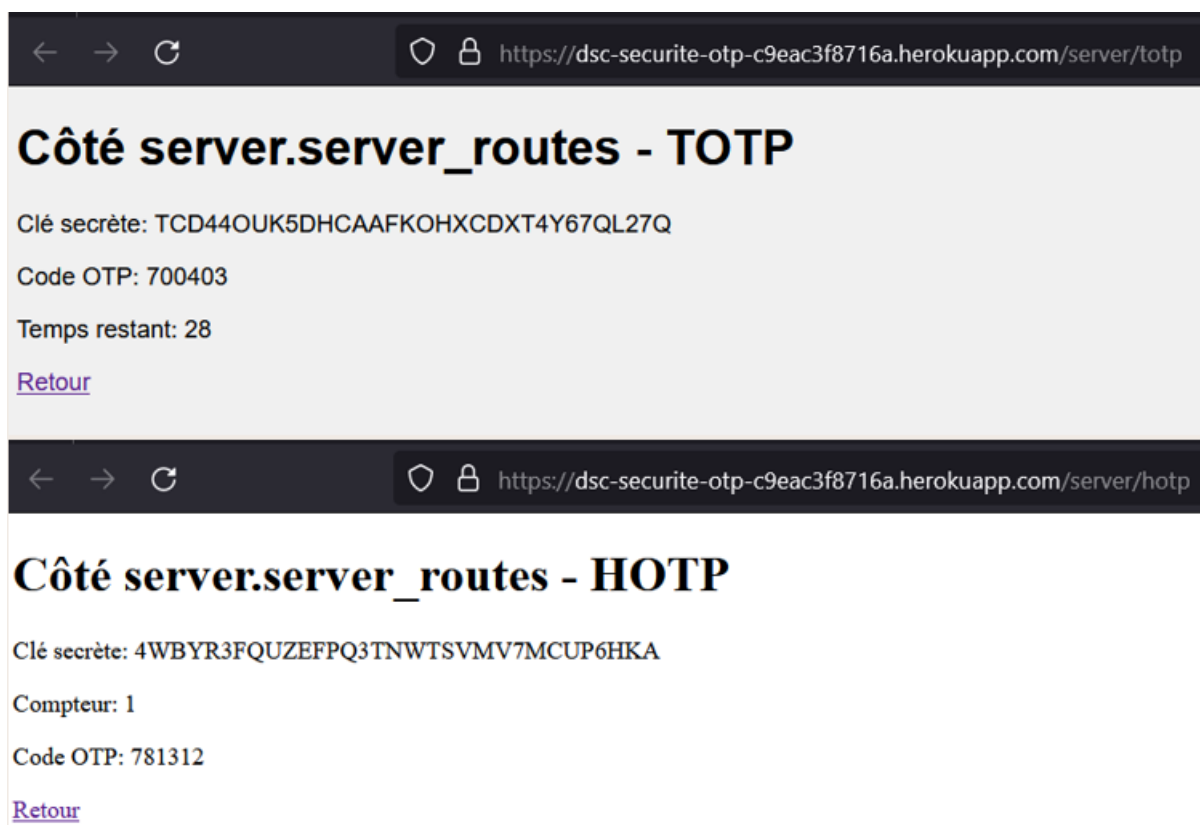 https://dsc-securite-otp-c9eac3f8716a.herokuapp.com/server/totp
Côté server.server_routes - TOTP
Clé secrète: TCD44OUK5DHCAAFKOHXCDXT4Y67QL27Q
Code OTP: 700403
Temps restant: 28
Retour
https://dsc-securite-otp-c9eac3f8716a.herokuapp.com/server/hotp
Côté server.server_routes - HOTP
Clé secrète: 4WBYR3FQUZEFPQ3TNWTSVMV7MCUP6HKA
Compteur: 1
Code OTP: 781312
Retour